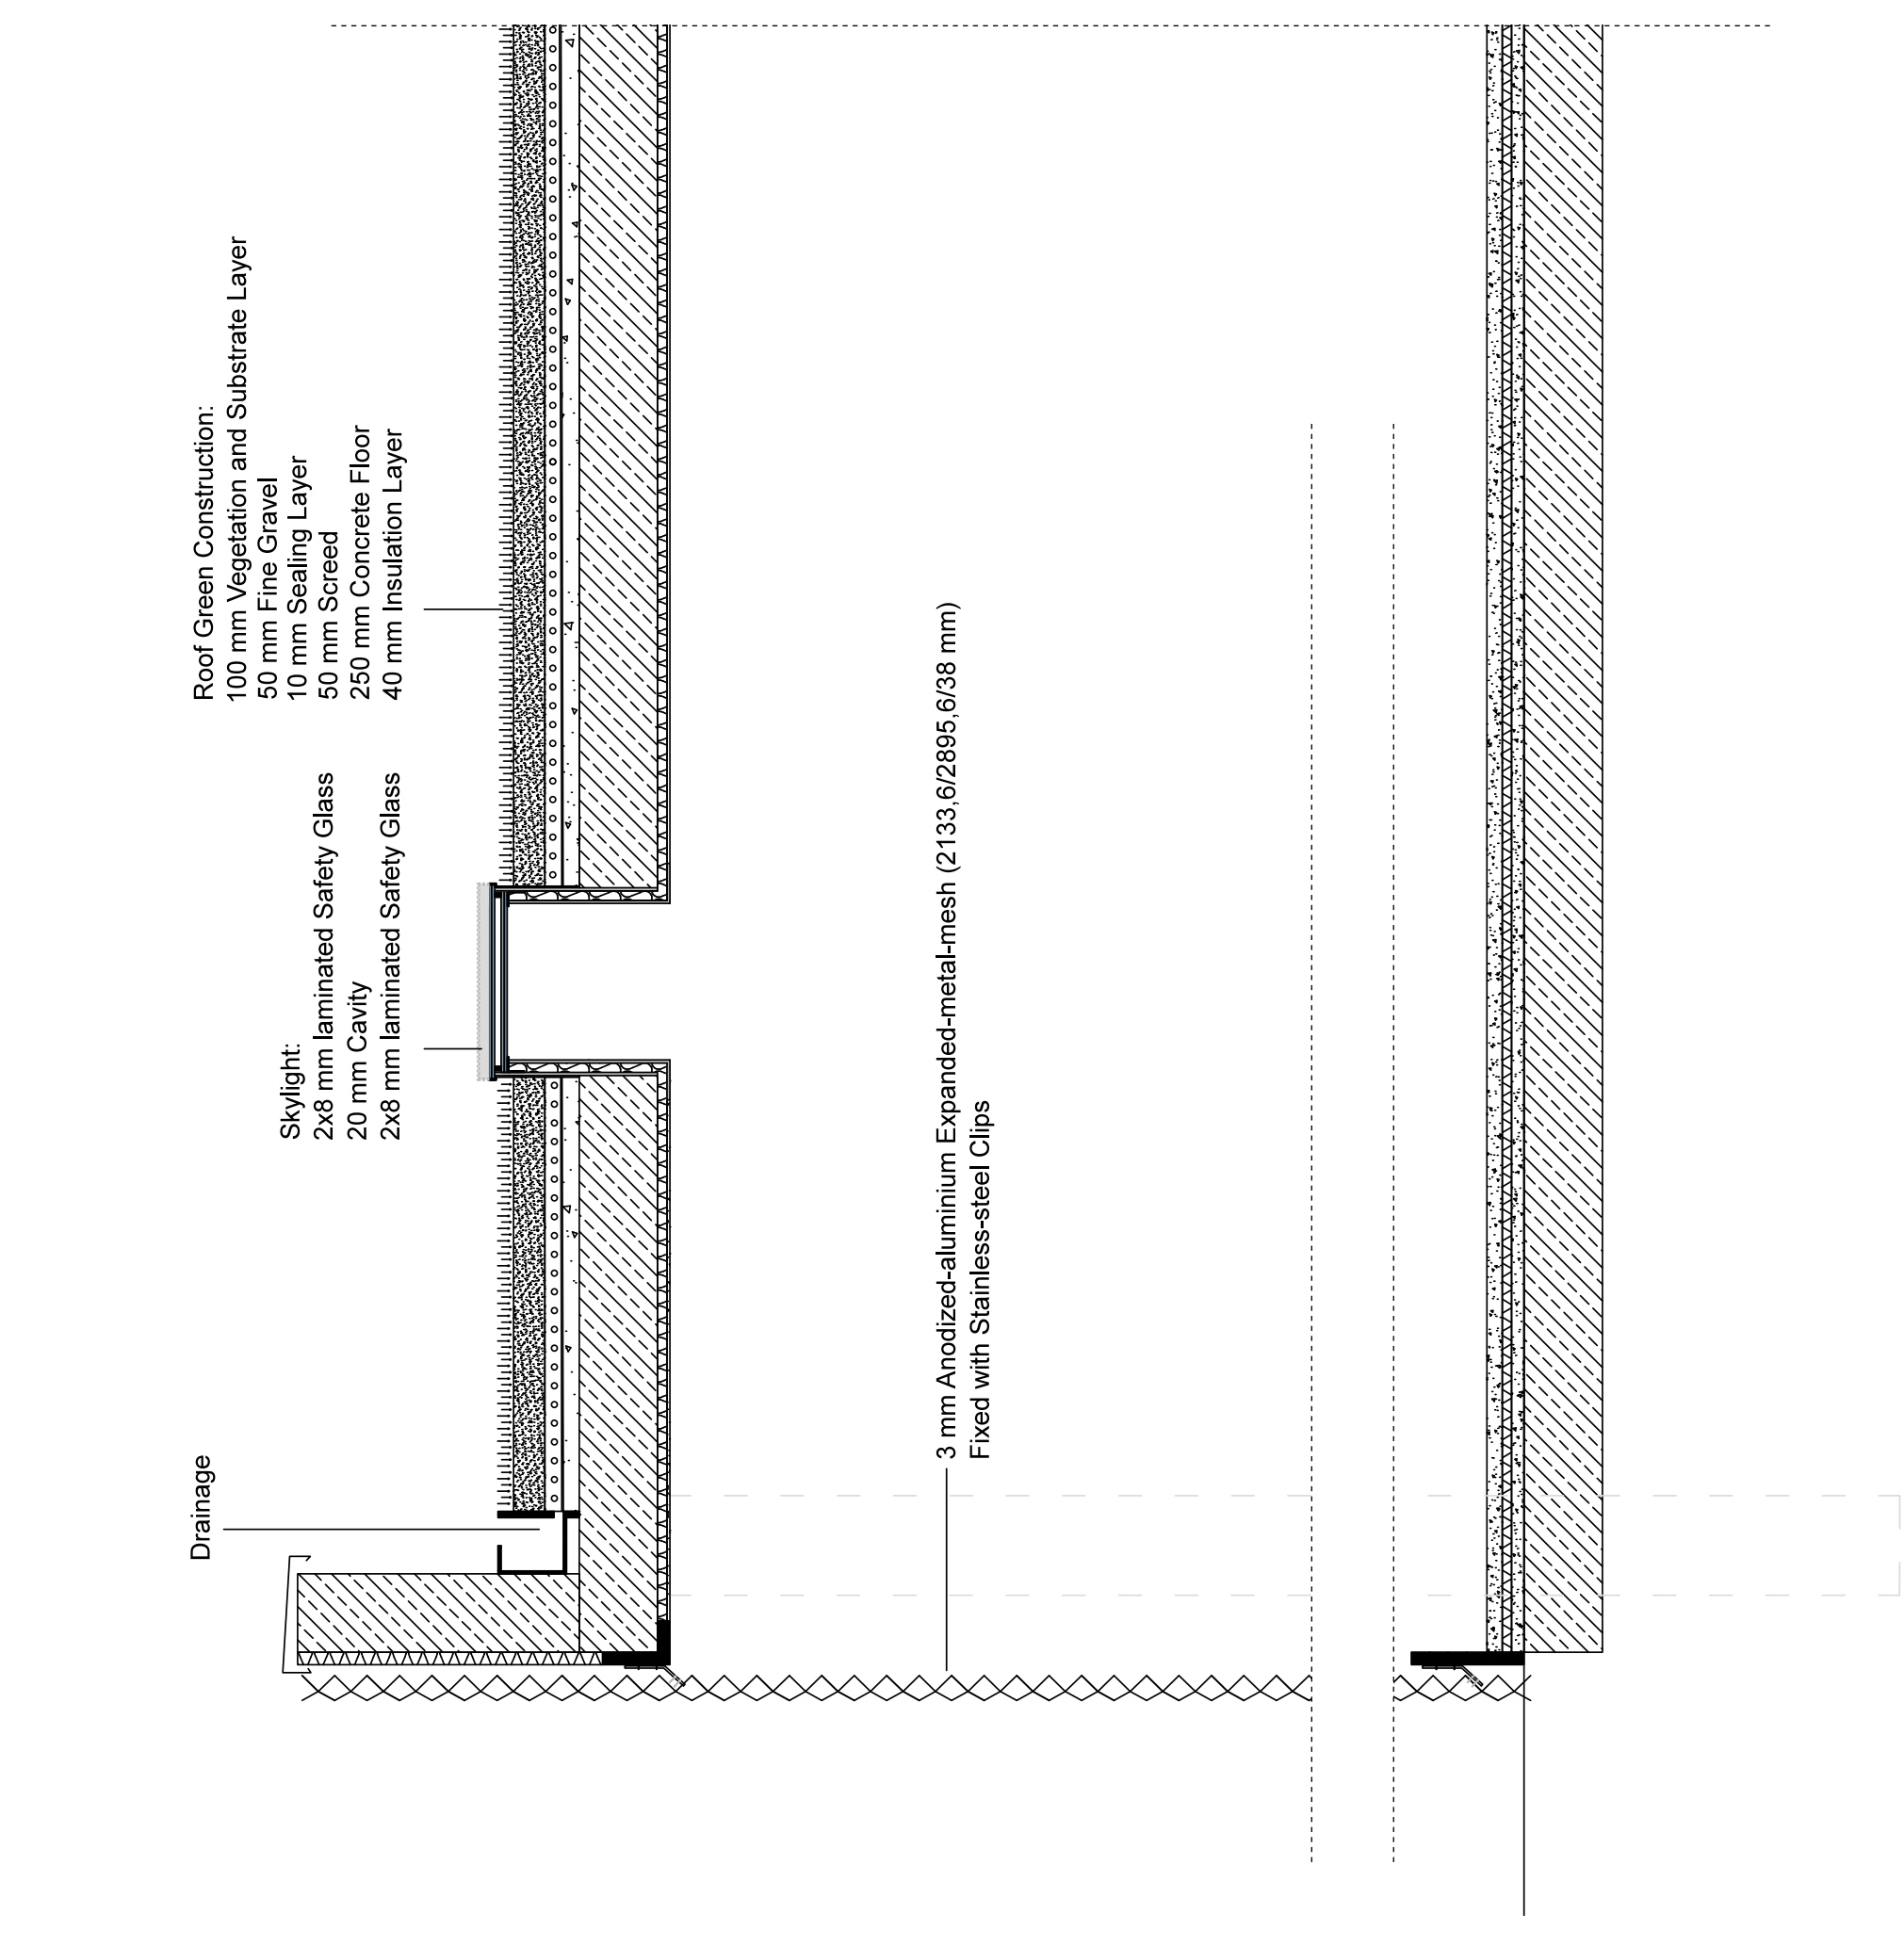 Drainage
Skylight:
2x8 mm laminated Safety Glass
20 mm Cavity
2x8 mm laminated Safety Glass
Roof Green Construction:
100 mm Vegetation and Substrate Layer
50 mm Fine Gravel
10 mm Sealing Layer
50 mm Screed
250 mm Concrete Floor
40 mm Insulation Layer
3 mm Anodized-aluminium Expanded-metal-mesh (2133,6/2895,6/38 mm)
Fixed with Stainless-steel Clips